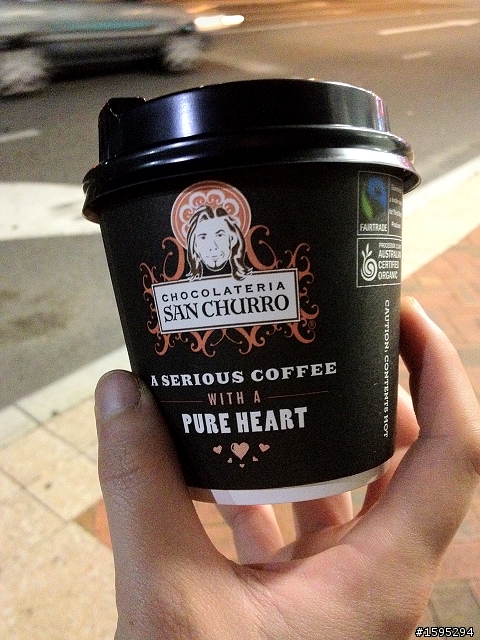 CHOCOLATERIA
SAN CHURRO
®
A SERIOUS COFFEE
WITH A
PURE HEART
FAIRTRADE
AUSTRALIAN
CERTIFIED
ORGANIC
CAUTION: CONTENTS HOT
#1595294